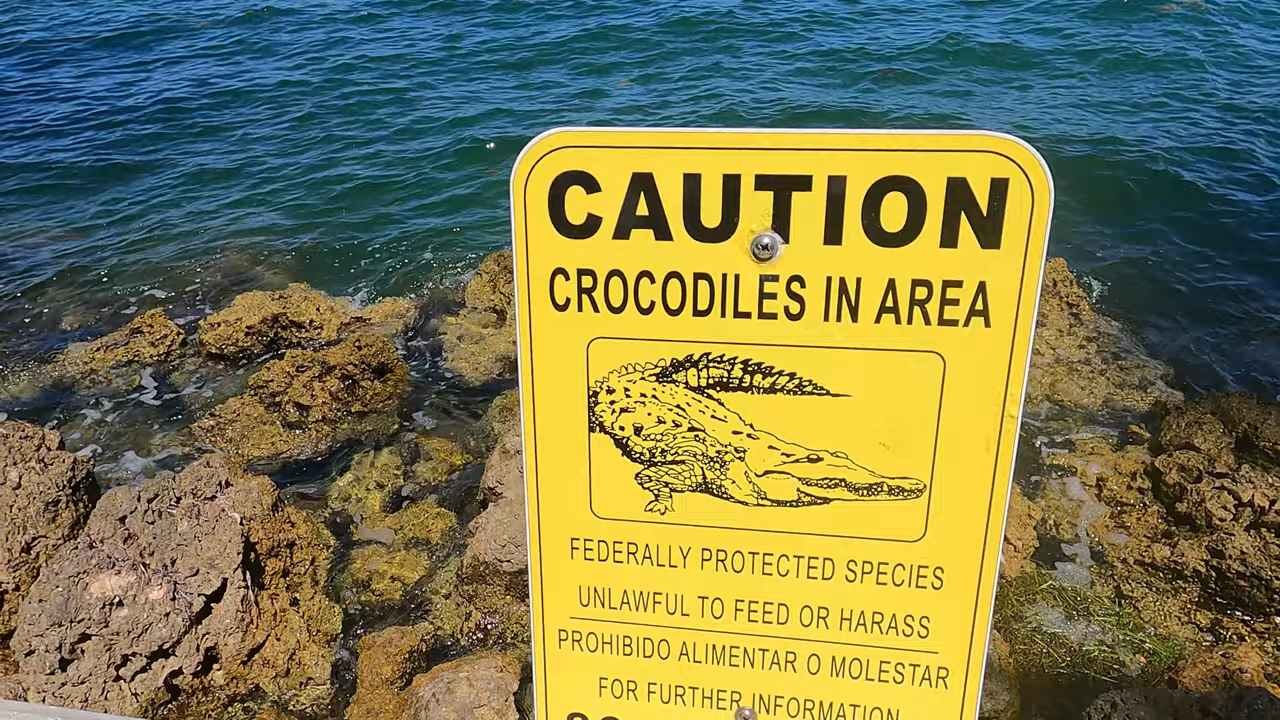 CAUTION
CROCODILES IN AREA
FEDERALLY PROTECTED SPECIES
UNLAWFUL TO FEED OR HARASS
PROHIBIDO ALIMENTAR O MOLESTAR
FOR FURTHER INFORMATION